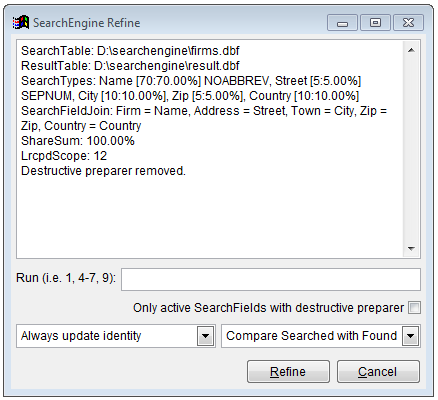 SearchEngine Refine
SearchTable: D:\searchengine\firms.dbf
ResultTable: D:\searchengine\result.dbf
SearchTypes: Name [70:70.00%] NOABBREV, Street [5:5.00%]
SEPNUM, City [10:10.00%], Zip [5:5.00%], Country [10:10.00%]
SearchFieldJoin: Firm = Name, Address = Street, Town = City, Zip =
Zip, Country = Country
ShareSum: 100.00%
LrcpdScope: 12
Destructive preparer removed.
Run (i.e. 1, 4-7, 9):
Only active SearchFields with destructive preparer
Always update identity
Compare Searched with Found
Refine
Cancel